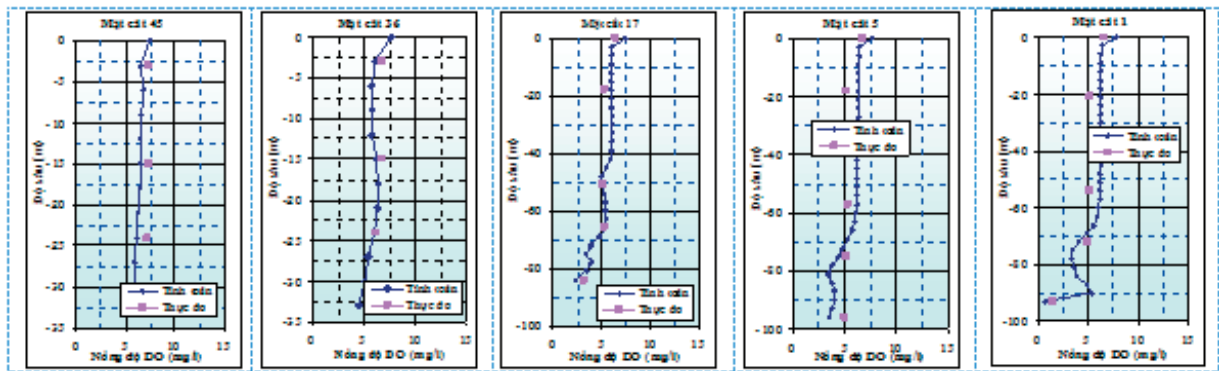 Mặt cắt 45
0
-5
-10
-15
-20
-25
-30
-35
Độ sâu (m)
Tính toán
Thực đo
0 5 10 15
Nồng độ DO (mg/l)
Mặt cắt 36
0
-5
-10
-15
-20
-25
-30
-35
Độ sâu (m)
Tính toán
Thực đo
0 5 10 15
Nồng độ DO (mg/l)
Mặt cắt 17
0
-20
-40
-60
-80
-100
Độ sâu (m)
Tính toán
Thực đo
0 5 10 15
Nồng độ DO (mg/l)
Mặt cắt 5
0
-20
-40
-60
-80
-100
Độ sâu (m)
Tính toán
Thực đo
0 5 10 15
Nồng độ DO (mg/l)
Mặt cắt 1
0
-20
-40
-60
-80
-100
Độ sâu (m)
Tính toán
Thực đo
0 5 10 15
Nồng độ DO (mg/l)